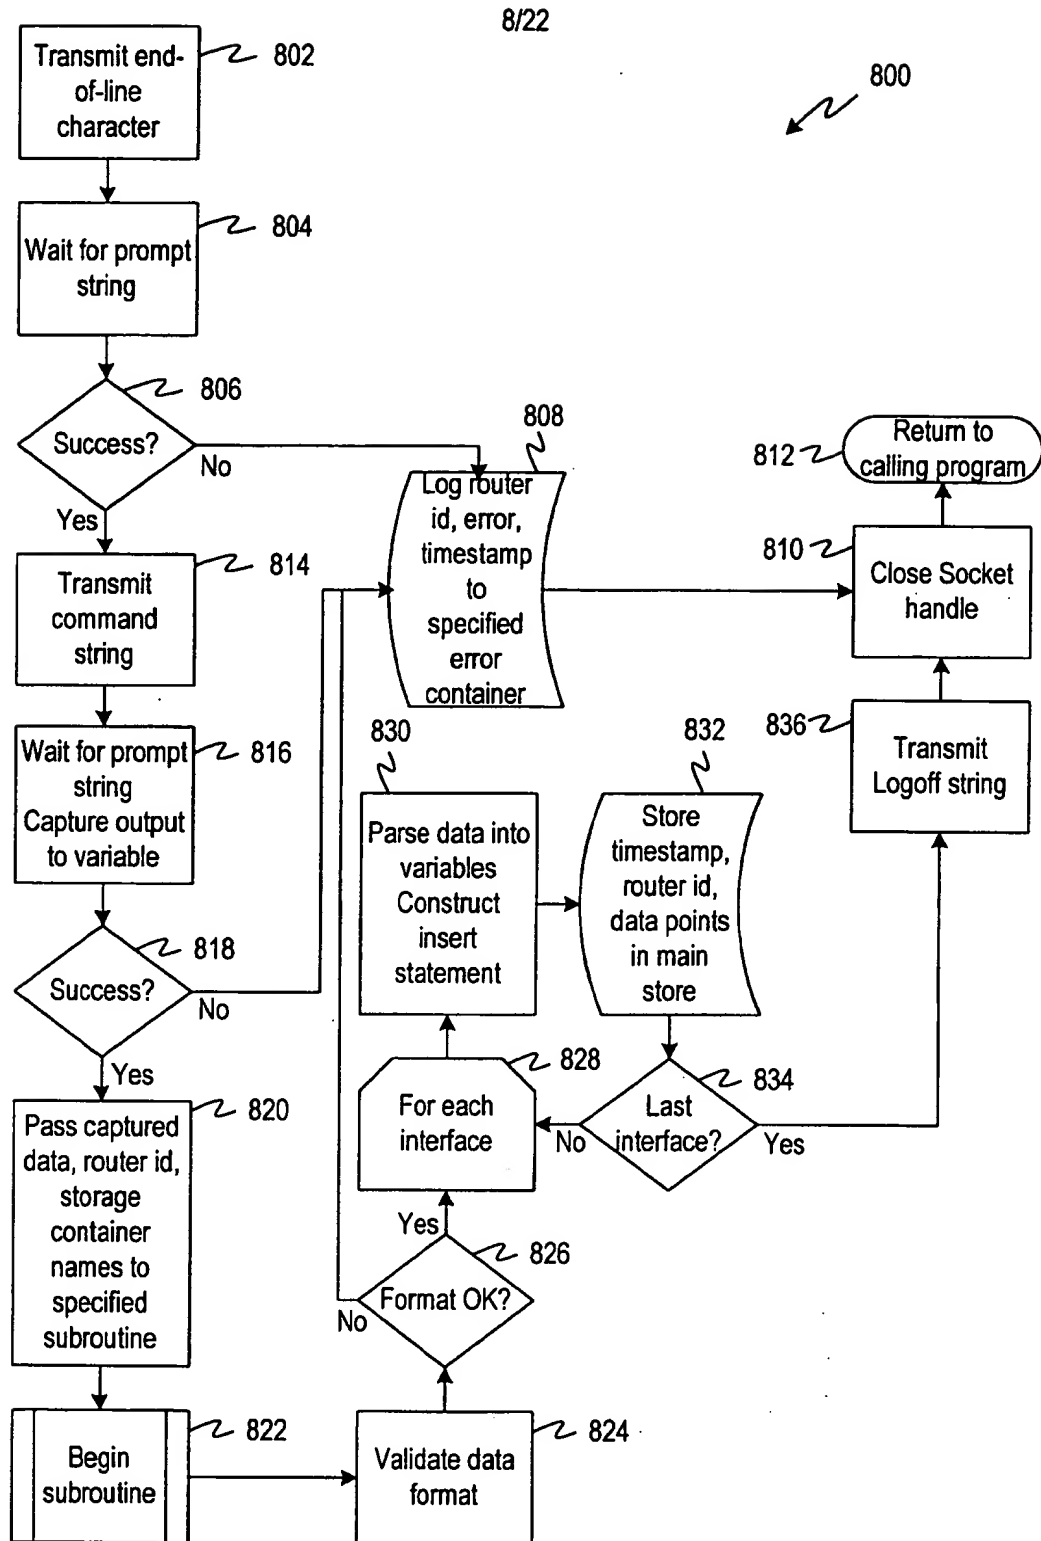 8/22
800
Transmit end-
of-line
character
802
Wait for prompt
string
804
Success?
806
No
Yes
808
Log router
id, error,
timestamp
to
specified
error
container
812
Return to
calling program
810
Close Socket
handle
Transmit
command
string
814
Wait for prompt
string
Capture output
to variable
816
836
Transmit
Logoff string
830
Parse data into
variables
Construct
insert
statement
832
Store
timestamp,
router id,
data points
in main
store
Success?
818
No
Yes
For each
interface
828
Last
interface?
834
No
Yes
Pass captured
data, router id,
storage
container
names to
specified
subroutine
820
Yes
Format OK?
826
No
Begin
subroutine
822
Validate data
format
824